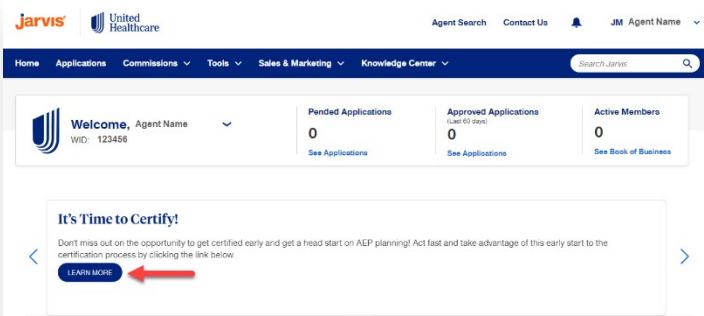 jarvis United Healthcare
Agent Search Contact Us JM Agent Name
Home Applications Commissions Tools Sales & Marketing Knowledge Center Search Jarvis
Welcome, Agent Name
WID: 123456
Pended Applications
0
See Applications
Approved Applications
(Last 60 days)
0
See Applications
Active Members
0
See Book of Business
It's Time to Certify!
Don't miss out on the opportunity to get certified early and get a head start on AEP planning! Act fast and take advantage of this early start to the
certification process by clicking the link below.
LEARN MORE